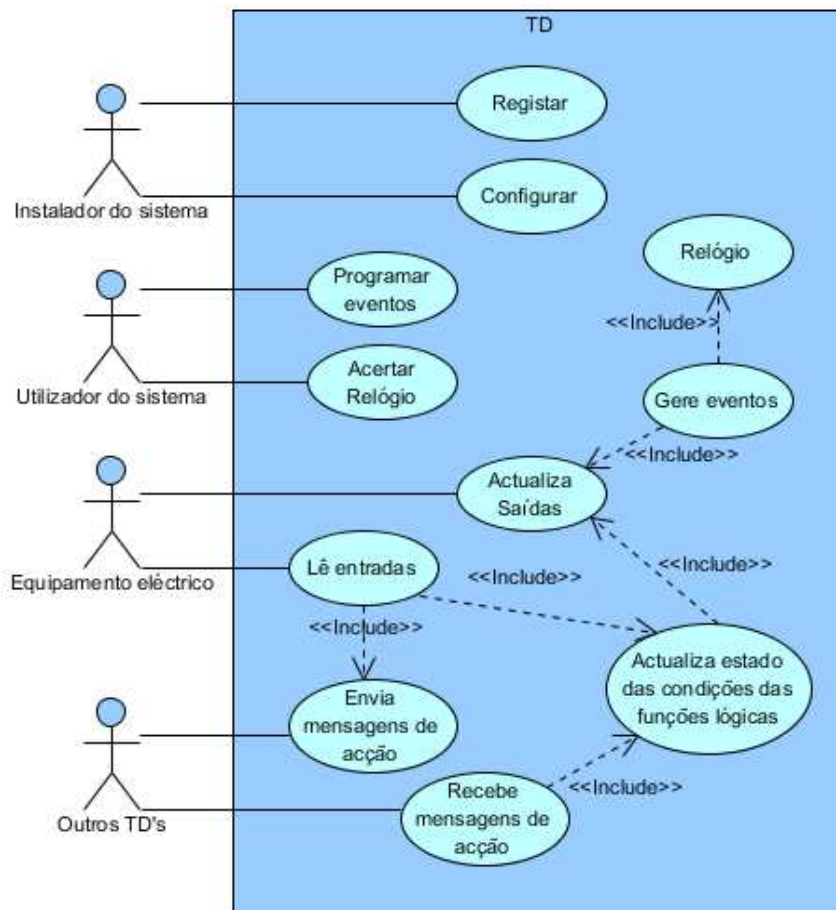 TD
Registar
Instalador do sistema
Configurar
Relógio
Programar
eventos
<<Include>>
Acertar
Relógio
Utilizador do sistema
Gere eventos
<<Include>>
Actualiza
Saídas
Equipamento eléctrico
Lê entradas
<<Include>>
<<Include>>
<<Include>>
Actualiza estado
das condições das
funções lógicas
Envia
mensagens de
acção
Outros TD's
Recebe
mensagens de
acção
<<Include>>